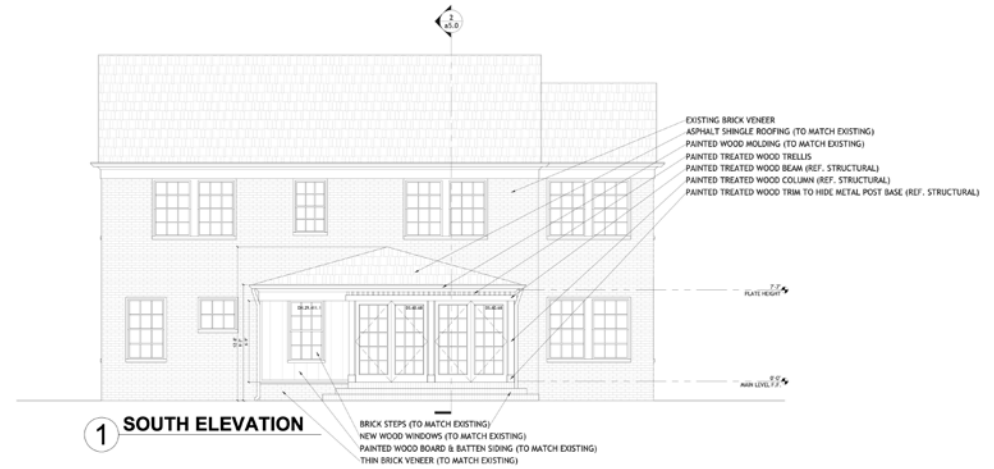 2
a5.0
EXISTING BRICK VENEER
ASPHALT SHINGLE ROOFING (TO MATCH EXISTING)
PAINTED WOOD MOLDING (TO MATCH EXISTING)
PAINTED TREATED WOOD TRELLIS
PAINTED TREATED WOOD BEAM (REF. STRUCTURAL)
PAINTED TREATED WOOD COLUMN (REF. STRUCTURAL)
PAINTED TREATED WOOD TRIM TO HIDE METAL POST BASE (REF. STRUCTURAL)
PLATE HEIGHT
MAIN LEVEL F.F.
1 SOUTH ELEVATION
BRICK STEPS (TO MATCH EXISTING)
NEW WOOD WINDOWS (TO MATCH EXISTING)
PAINTED WOOD BOARD & BATTEN SIDING (TO MATCH EXISTING)
THIN BRICK VENEER (TO MATCH EXISTING)